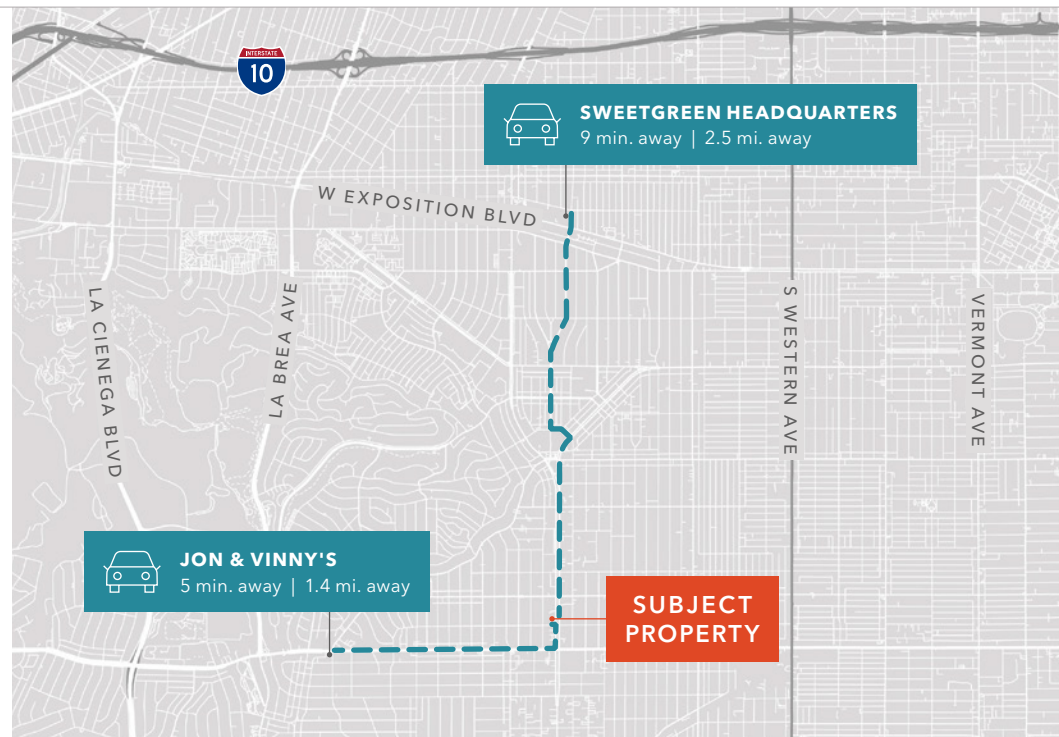 INTERSTATE
10
SWEETGREEN HEADQUARTERS
9 min. away | 2.5 mi. away
W EXPOSITION BLVD
LA CIENEGA BLVD
LA BREA AVE
S WESTERN AVE
VERMONT AVE
JON & VINNY'S
5 min. away | 1.4 mi. away
SUBJECT
PROPERTY